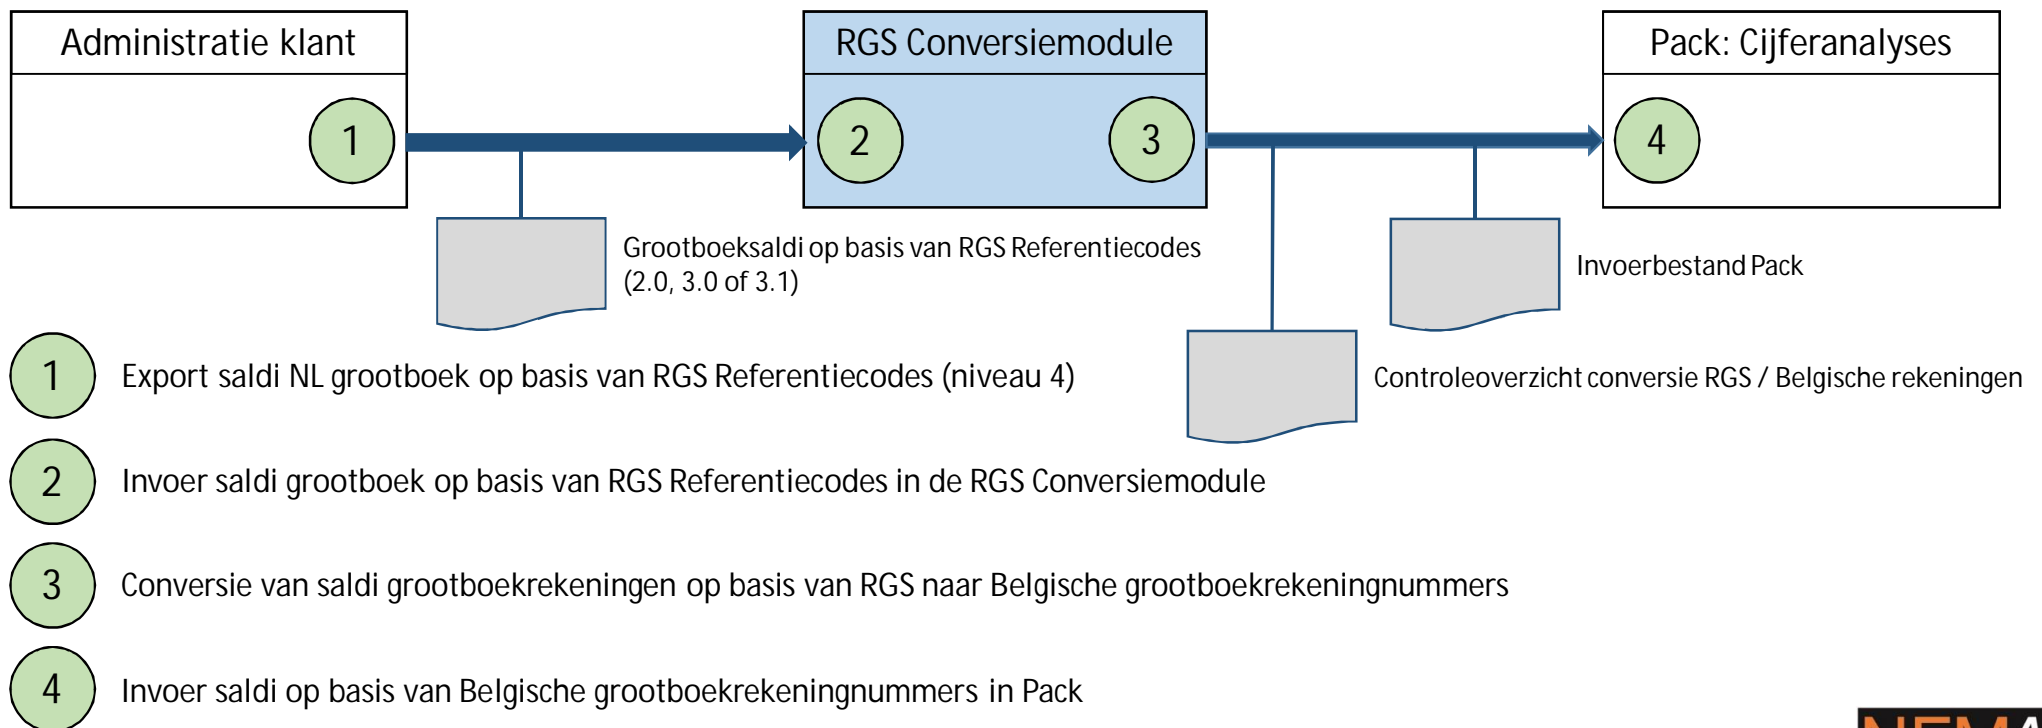 Administratie klant
RGS Conversiemodule
Pack: Cijferanalyses
1
2
3
4
Grootboeksaldi op basis van RGS Referentiecodes
(2.0, 3.0 of 3.1)
Invoerbestand Pack
Controleoverzicht conversie RGS / Belgische rekeningen
1 Export saldi NL grootboek op basis van RGS Referentiecodes (niveau 4)
2 Invoer saldi grootboek op basis van RGS Referentiecodes in de RGS Conversiemodule
3 Conversie van saldi grootboekrekeningen op basis van RGS naar Belgische grootboekrekeningnummers
4 Invoer saldi op basis van Belgische grootboekrekeningnummers in Pack